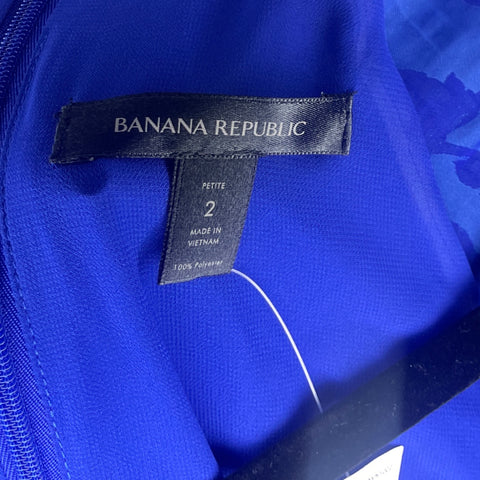 BANANA REPUBLIC
PETITE
2
MADE IN
VIETNAM
100% Polyester